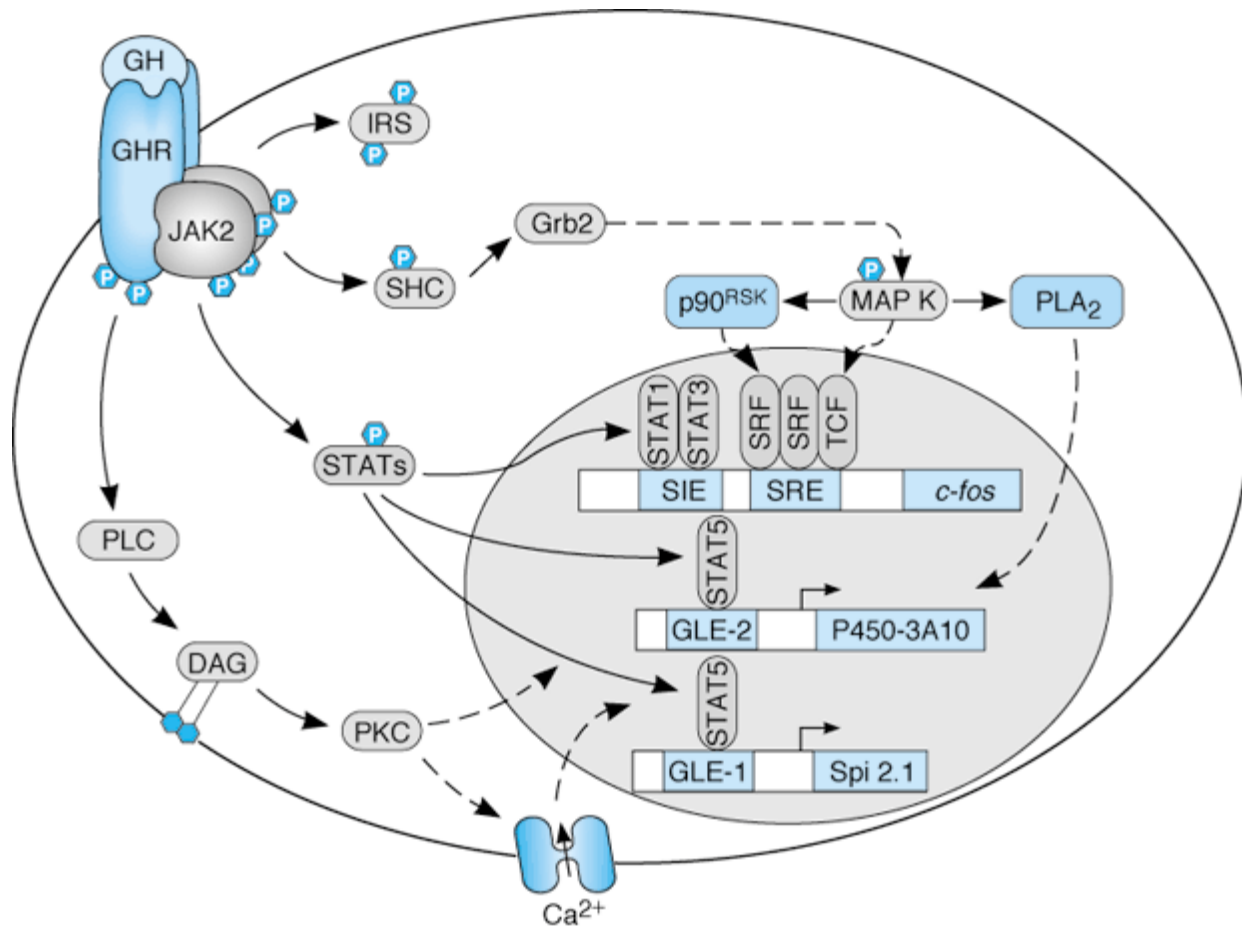 GH
GHR
JAK2
P
P
P
P
P
P
P
IRS
P
P
SHC
Grb2
P
MAP K
p90RSK
PLA2
P
STATs
STAT1
STAT3
SRF
SRF
TCF
SIE
SRE
c-fos
STAT5
GLE-2
P450-3A10
STAT5
GLE-1
Spi 2.1
PLC
DAG
PKC
Ca2+